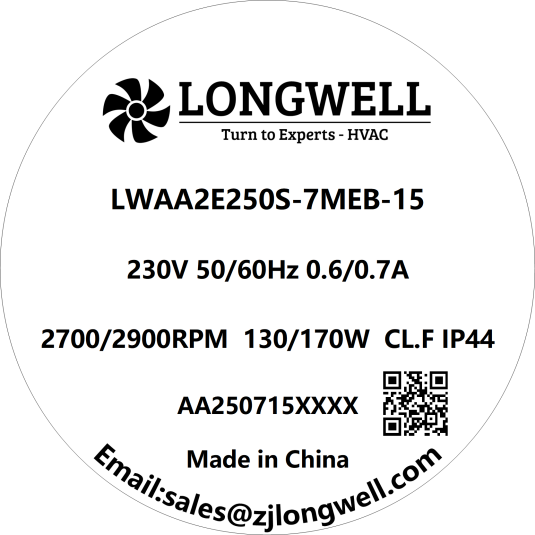 LONGWELL
Turn to Experts - HVAC
LWAA2E250S-7MEB-15
230V 50/60Hz 0.6/0.7A
2700/2900RPM 130/170W CL.F IP44
AA250715XXXX
Made in China
Email:sales@zjlongwell.com